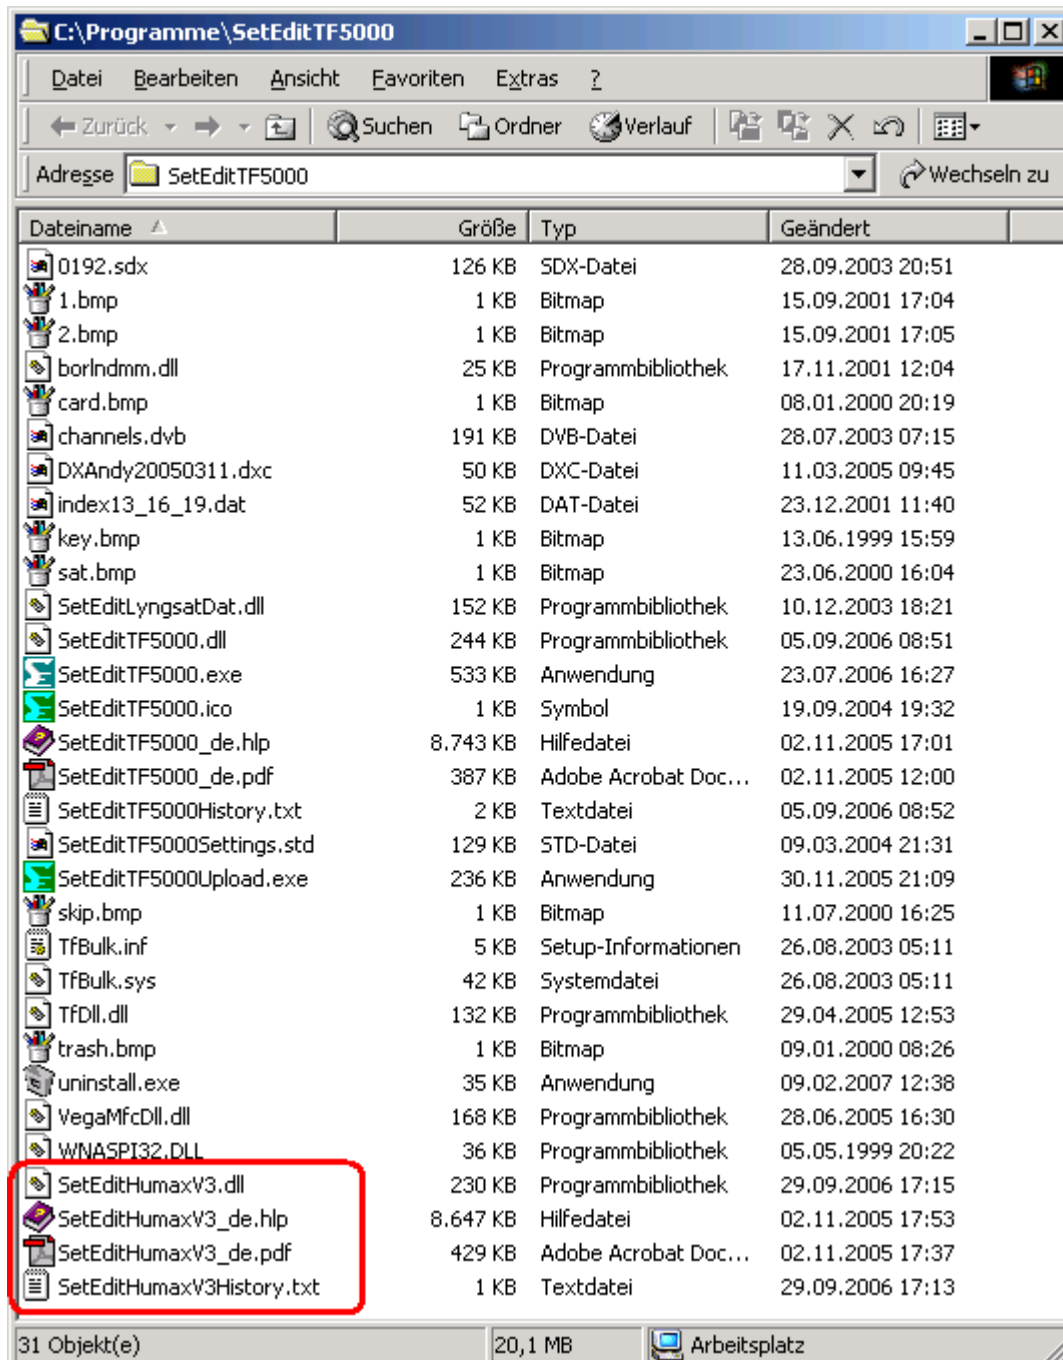 C:\Programme\SetEditTF5000
Datei Bearbeiten Ansicht Favoriten Extras ?
Zurück Suchen Ordner Verlauf
Adresse SetEditTF5000 Wechseln zu
Dateiname Größe Typ Geändert
0192.sdx 126 KB SDX-Datei 28.09.2003 20:51
1.bmp 1 KB Bitmap 15.09.2001 17:04
2.bmp 1 KB Bitmap 15.09.2001 17:05
borlndmm.dll 25 KB Programmbibliothek 17.11.2001 12:04
card.bmp 1 KB Bitmap 08.01.2000 20:19
channels.dvb 191 KB DVB-Datei 28.07.2003 07:15
DXAndy20050311.dxc 50 KB DXC-Datei 11.03.2005 09:45
index13_16_19.dat 52 KB DAT-Datei 23.12.2001 11:40
key.bmp 1 KB Bitmap 13.06.1999 15:59
sat.bmp 1 KB Bitmap 23.06.2000 16:04
SetEditLyngsatDat.dll 152 KB Programmbibliothek 10.12.2003 18:21
SetEditTF5000.dll 244 KB Programmbibliothek 05.09.2006 08:51
SetEditTF5000.exe 533 KB Anwendung 23.07.2006 16:27
SetEditTF5000.ico 1 KB Symbol 19.09.2004 19:32
SetEditTF5000_de.hlp 8.743 KB Hilfedatei 02.11.2005 17:01
SetEditTF5000_de.pdf 387 KB Adobe Acrobat Doc... 02.11.2005 12:00
SetEditTF5000History.txt 2 KB Textdatei 05.09.2006 08:52
SetEditTF5000Settings.std 129 KB STD-Datei 09.03.2004 21:31
SetEditTF5000Upload.exe 236 KB Anwendung 30.11.2005 21:09
skip.bmp 1 KB Bitmap 11.07.2000 16:25
TfBulk.inf 5 KB Setup-Informationen 26.08.2003 05:11
TfBulk.sys 42 KB Systemdatei 26.08.2003 05:11
TfDll.dll 132 KB Programmbibliothek 29.04.2005 12:53
trash.bmp 1 KB Bitmap 09.01.2000 08:26
uninstall.exe 35 KB Anwendung 09.02.2007 12:38
VegaMfcDll.dll 168 KB Programmbibliothek 28.06.2005 16:30
WNASPI32.DLL 36 KB Programmbibliothek 05.05.1999 20:22
SetEditHumaxV3.dll 230 KB Programmbibliothek 29.09.2006 17:15
SetEditHumaxV3_de.hlp 8.647 KB Hilfedatei 02.11.2005 17:53
SetEditHumaxV3_de.pdf 429 KB Adobe Acrobat Doc... 02.11.2005 17:37
SetEditHumaxV3History.txt 1 KB Textdatei 29.09.2006 17:13
31 Objekt(e) 20,1 MB Arbeitsplatz